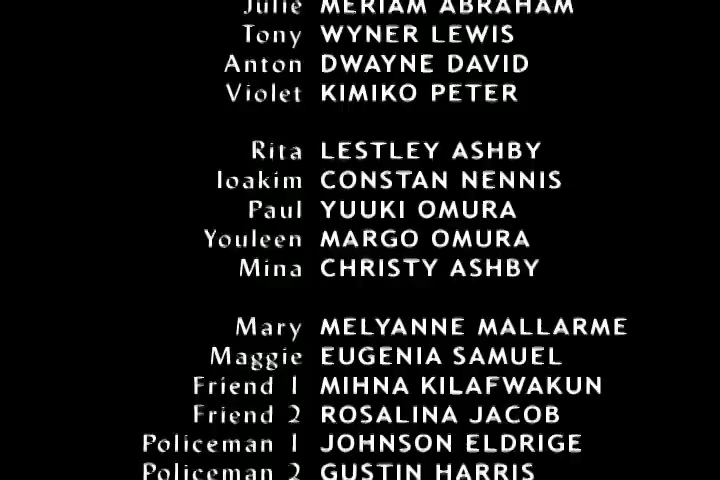 Julie MERIAM ABRAHAM
Tony WYNER LEWIS
Anton DWAYNE DAVID
Violet KIMIKO PETER
Rita LESTLEY ASHBY
Ioakim CONSTAN NENNIS
Paul YUUKI OMURA
Youleen MARGO OMURA
Mina CHRISTY ASHBY
Mary MELYANNE MALLARME
Maggie EUGENIA SAMUEL
Friend 1 MIHNA KILAFWAKUN
Friend 2 ROSALINA JACOB
Policeman 1 JOHNSON ELDRIGE
Policeman 2 GUSTIN HARRIS